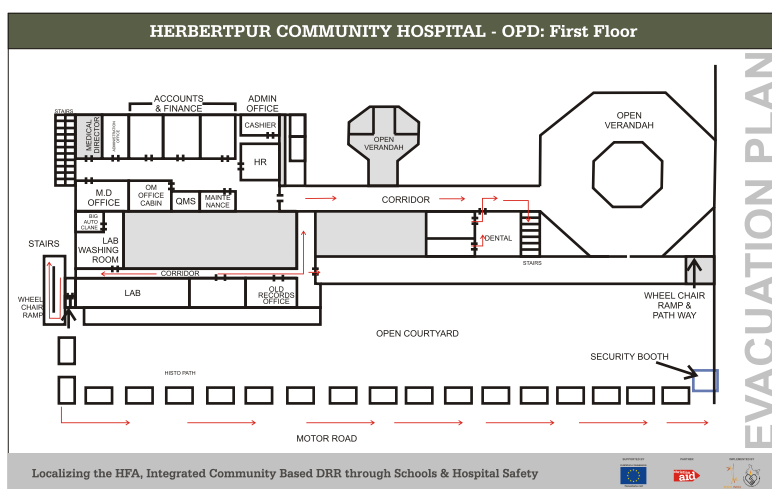 HERBERTPUR COMMUNITY HOSPITAL - OPD: First Floor
EVACUATION PLAN
STAIRS
ACCOUNTS
& FINANCE
ADMIN
OFFICE
MEDICAL
DIRECTOR
ADMINISTRATION
OFFICE
CASHIER
HR
OPEN
VERANDAH
OPEN
VERANDAH
M.D
OFFICE
OM
OFFICE
CABIN
QMS
MAINTE
NANCE
CORRIDOR
BIG
AUTO
CLANE
LAB
WASHING
ROOM
DENTAL
STAIRS
STAIRS
CORRIDOR
LAB
OLD
RECORDS
OFFICE
WHEEL
CHAIR
RAMP
WHEEL CHAIR
RAMP &
PATH WAY
OPEN COURTYARD
SECURITY BOOTH
HISTO PATH
MOTOR ROAD
Localizing the HFA, Integrated Community Based DRR through Schools & Hospital Safety
aid